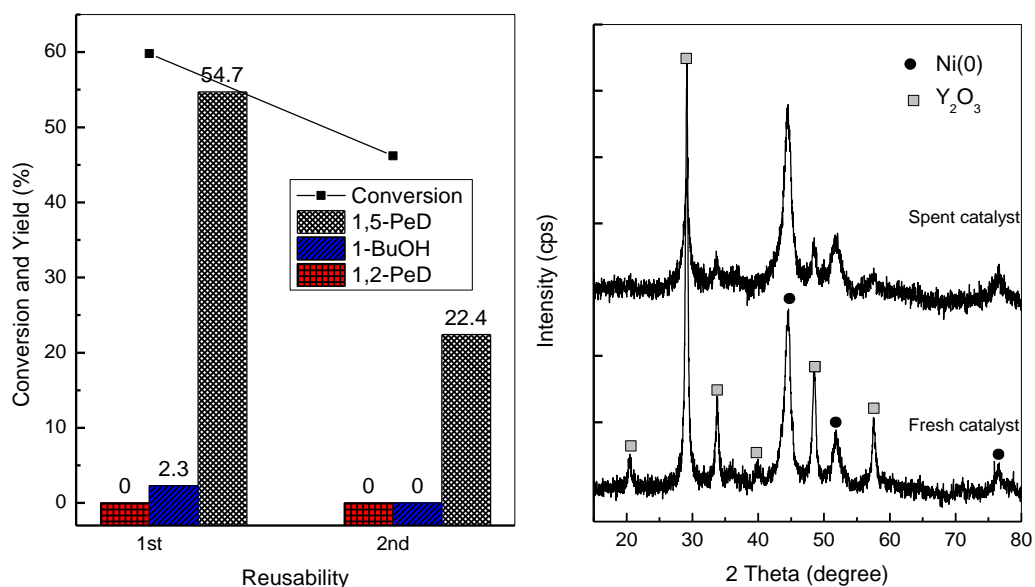 60
50
40
30
20
10
0
Conversion and Yield (%)
54.7
Conversion
1,5-PeD
1-BuOH
1,2-PeD
22.4
0
2.3
0
0
1st
2nd
Reusability
Ni(0)
Y2O3
Spent catalyst
Fresh catalyst
Intensity (cps)
20
30
40
50
60
70
80
2 Theta (degree)